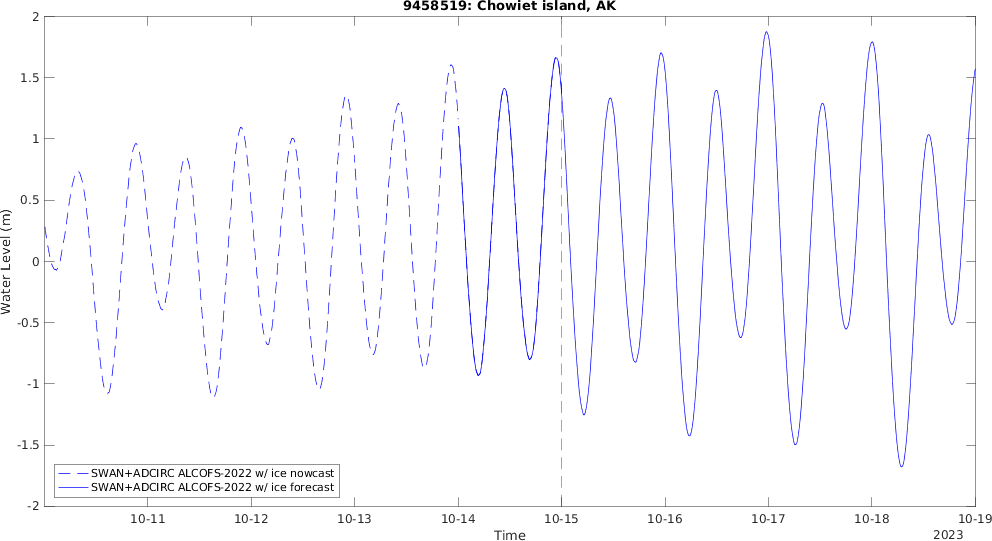 9458519: Chowiet island, AK
2
1.5
1
0.5
0
-0.5
-1
-1.5
-2
Water Level (m)
SWAN+ADCIRC ALCOFS-2022 w/ ice nowcast
SWAN+ADCIRC ALCOFS-2022 w/ ice forecast
10-11 10-12 10-13 10-14 10-15 10-16 10-17 10-18 10-19
Time
2023